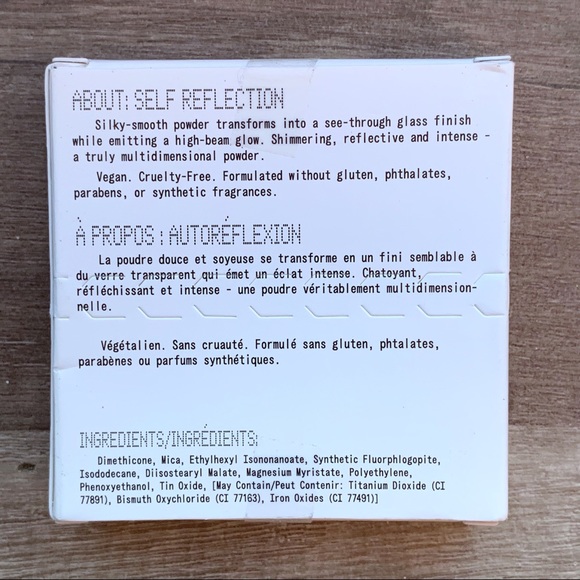 ABOUT: SELF REFLECTION
Silky-smooth powder transforms into a see-through glass finish
while emitting a high-beam glow. Shimmering, reflective and intense -
a truly multidimensional powder.
Vegan. Cruelty-Free. Formulated without gluten, phthalates,
parabens, or synthetic fragrances.
À PROPOS : AUTORÉFLEXION
La poudre douce et soyeuse se transforme en un fini semblable à
du verre transparent qui émet un éclat intense. Chatoyant,
réfléchissant et intense - une poudre véritablement multidimension-
nelle.
Végétalien. Sans cruauté. Formulé sans gluten, phtalates,
parabènes ou parfums synthétiques.
INGREDIENTS/INGRÉDIENTS:
Dimethicone, Mica, Ethylhexyl Isononanoate, Synthetic Fluorphlogopite,
Isododecane, Diisostearyl Malate, Magnesium Myristate, Polyethylene,
Phenoxyethanol, Tin Oxide, [May Contain/Peut Contenir: Titanium Dioxide (CI
77891), Bismuth Oxychloride (CI 77163), Iron Oxides (CI 77491)]